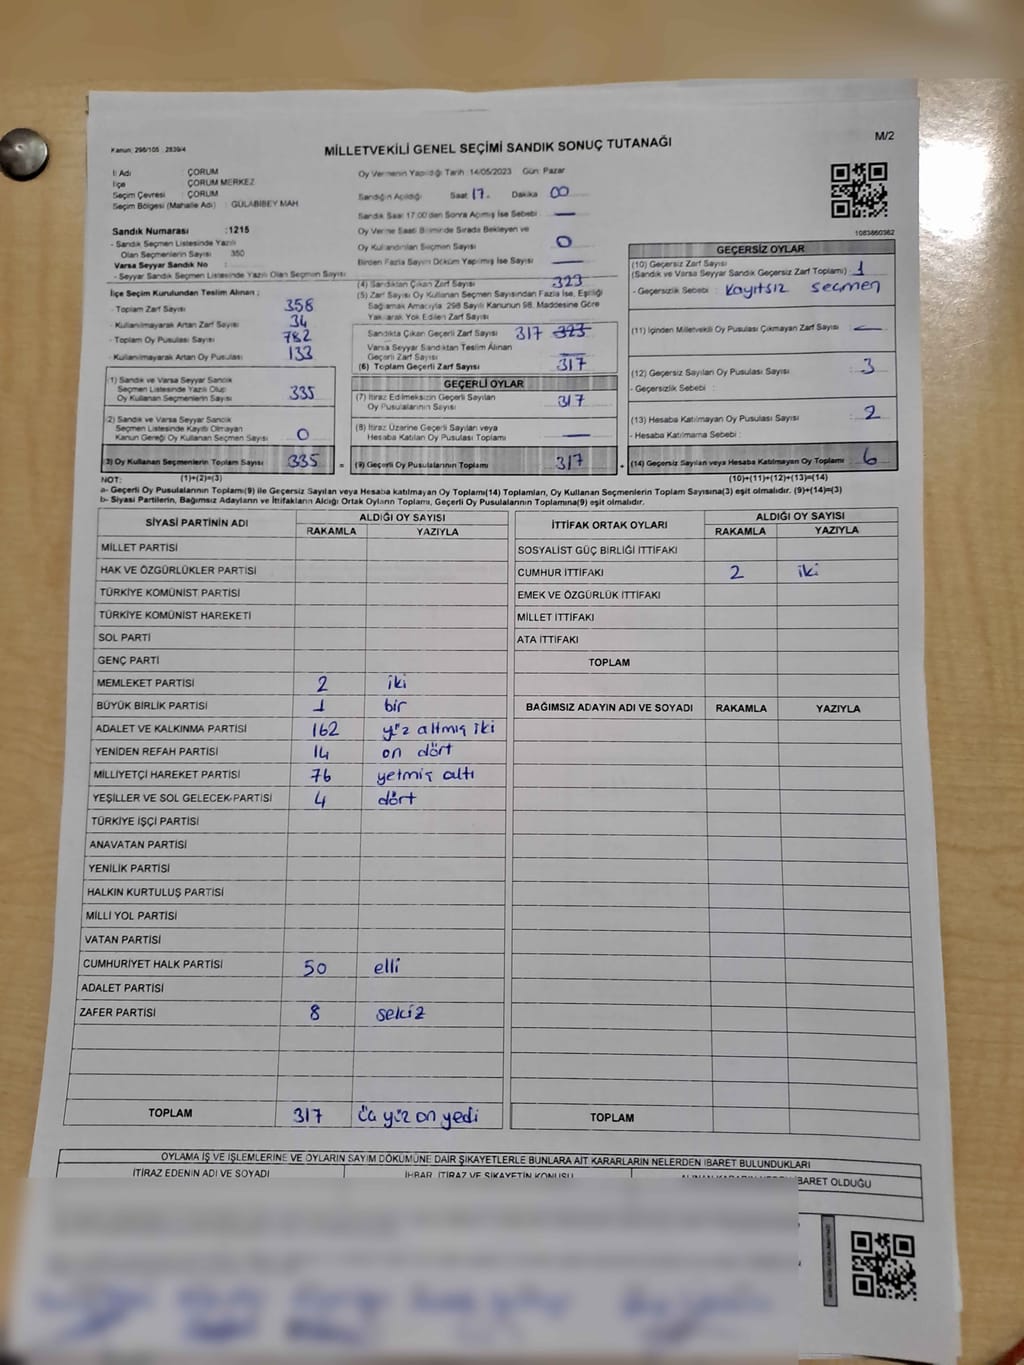 Kanun: 298/105 : 2839/4
M/2
MİLLETVEKİLİ GENEL SEÇİMİ SANDIK SONUÇ TUTANAĞI
İl Adı : ÇORUM
İlçe : ÇORUM MERKEZ
Seçim Çevresi : ÇORUM
Seçim Bölgesi (Mahalle Adı) : GÜLABİBEY MAH
Sandık Numarası :1215
- Sandık Seçmen Listesinde Yazılı
Olan Seçmenlerin Sayısı 350
Varsa Seyyar Sandık No :
- Seyyar Sandık Seçmen Listesinde Yazılı Olan Seçmen Sayısı
İlçe Seçim Kurulundan Teslim Alınan :
- Toplam Zarf Sayısı 358
- Kullanılmayarak Artan Zarf Sayısı 34
- Toplam Oy Pusulası Sayısı 782
- Kullanılmayarak Artan Oy Pusulası 133
1) Sandık ve Varsa Seyyar Sandık
Seçmen Listesinde Yazılı Olup
Oy Kullanan Seçmenlerin Sayısı 335
2) Sandık ve Varsa Seyyar Sandık
Seçmen Listesinde Kayıtlı Olmayan
Kanun Gereği Oy Kullanan Seçmen Sayısı 0
3) Oy Kullanan Seçmenlerin Toplam Sayısı 335 =
Oy Vermenin Yapıldığı Tarih 14/05/2023 Gün: Pazar
Sandığın Açıldığı Saat 17. Dakika 00
Sandık Saat 17:00'den Sonra Açılmış İse Sebebi —
Oy Verme Saati Bitiminde Sırada Bekleyen ve
Oy Kullandırılan Seçmen Sayısı 0
Birden Fazla Sayım Döküm Yapılmış İse Sayısı —
(4) Sandıktan Çıkan Zarf Sayısı 323
(5) Zarf Sayısı Oy Kullanan Seçmen Sayısından Fazla İse, Eşitliği
Sağlamak Amacıyla 298 Sayılı Kanunun 98. Maddesine Göre
Yakılarak Yok Edilen Zarf Sayısı
Sandıkta Çıkan Geçerli Zarf Sayısı 317 323
Varsa Seyyar Sandıktan Teslim Alınan
Geçerli Zarf Sayısı —
(6) Toplam Geçerli Zarf Sayısı 317
GEÇERLİ OYLAR
(7) İtiraz Edilmeksizin Geçerli Sayılan
Oy Pusulalarının Sayısı 317
(8) İtiraz Üzerine Geçerli Sayılan veya
Hesaba Katılan Oy Pusulası Toplamı —
(9) Geçerli Oy Pusulalarının Toplamı 317 +
1083860362
GEÇERSİZ OYLAR
(10) Geçersiz Zarf Sayısı
(Sandık ve Varsa Seyyar Sandık Geçersiz Zarf Toplamı) 1
- Geçersizlik Sebebi : Kayıtsız seçmen
(11) İçinden Milletvekili Oy Pusulası Çıkmayan Zarf Sayısı : —
(12) Geçersiz Sayılan Oy Pusulası Sayısı : 3
- Geçersizlik Sebebi :
(13) Hesaba Katılmayan Oy Pusulası Sayısı : 2
- Hesaba Katılmama Sebebi :
(14) Geçersiz Sayılan veya Hesaba Katılmayan Oy Toplamı : 6
NOT: (1)+(2)=(3) (10)+(11)+(12)+(13)=(14)
a- Geçerli Oy Pusulalarının Toplamı(9) ile Geçersiz Sayılan veya Hesaba katılmayan Oy Toplamı(14) Toplamları, Oy Kullanan Seçmenlerin Toplam Sayısına(3) eşit olmalıdır. (9)+(14)=(3)
b- Siyasi Partilerin, Bağımsız Adayların ve İttifakların Aldığı Ortak Oyların Toplamı, Geçerli Oy Pusulalarının Toplamına(9) eşit olmalıdır.
SİYASİ PARTİNİN ADI ALDIĞI OY SAYISI
RAKAMLA YAZIYLA
MİLLET PARTİSİ
HAK VE ÖZGÜRLÜKLER PARTİSİ
TÜRKİYE KOMÜNİST PARTİSİ
TÜRKİYE KOMÜNİST HAREKETİ
SOL PARTİ
GENÇ PARTİ
MEMLEKET PARTİSİ 2 iki
BÜYÜK BİRLİK PARTİSİ 1 bir
ADALET VE KALKINMA PARTİSİ 162 yüz altmış iki
YENİDEN REFAH PARTİSİ 14 on dört
MİLLİYETÇİ HAREKET PARTİSİ 76 yetmiş altı
YEŞİLLER VE SOL GELECEK PARTİSİ 4 dört
TÜRKİYE İŞÇİ PARTİSİ
ANAVATAN PARTİSİ
YENİLİK PARTİSİ
HALKIN KURTULUŞ PARTİSİ
MİLLİ YOL PARTİSİ
VATAN PARTİSİ
CUMHURİYET HALK PARTİSİ 50 elli
ADALET PARTİSİ
ZAFER PARTİSİ 8 sekiz
TOPLAM 317 üç yüz on yedi
İTTİFAK ORTAK OYLARI ALDIĞI OY SAYISI
RAKAMLA YAZIYLA
SOSYALİST GÜÇ BİRLİĞİ İTTİFAKI
CUMHUR İTTİFAKI 2 iki
EMEK VE ÖZGÜRLÜK İTTİFAKI
MİLLET İTTİFAKI
ATA İTTİFAKI
TOPLAM
BAĞIMSIZ ADAYIN ADI VE SOYADI RAKAMLA YAZIYLA
TOPLAM
OYLAMA İŞ VE İŞLEMLERİNE VE OYLARIN SAYIM DÖKÜMÜNE DAİR ŞİKAYETLERLE BUNLARA AİT KARARLARIN NELERDEN İBARET BULUNDUKLARI
İTİRAZ EDENİN ADI VE SOYADI İHBAR, İTİRAZ VE ŞİKAYETİN KONUSU İBARET OLDUĞU